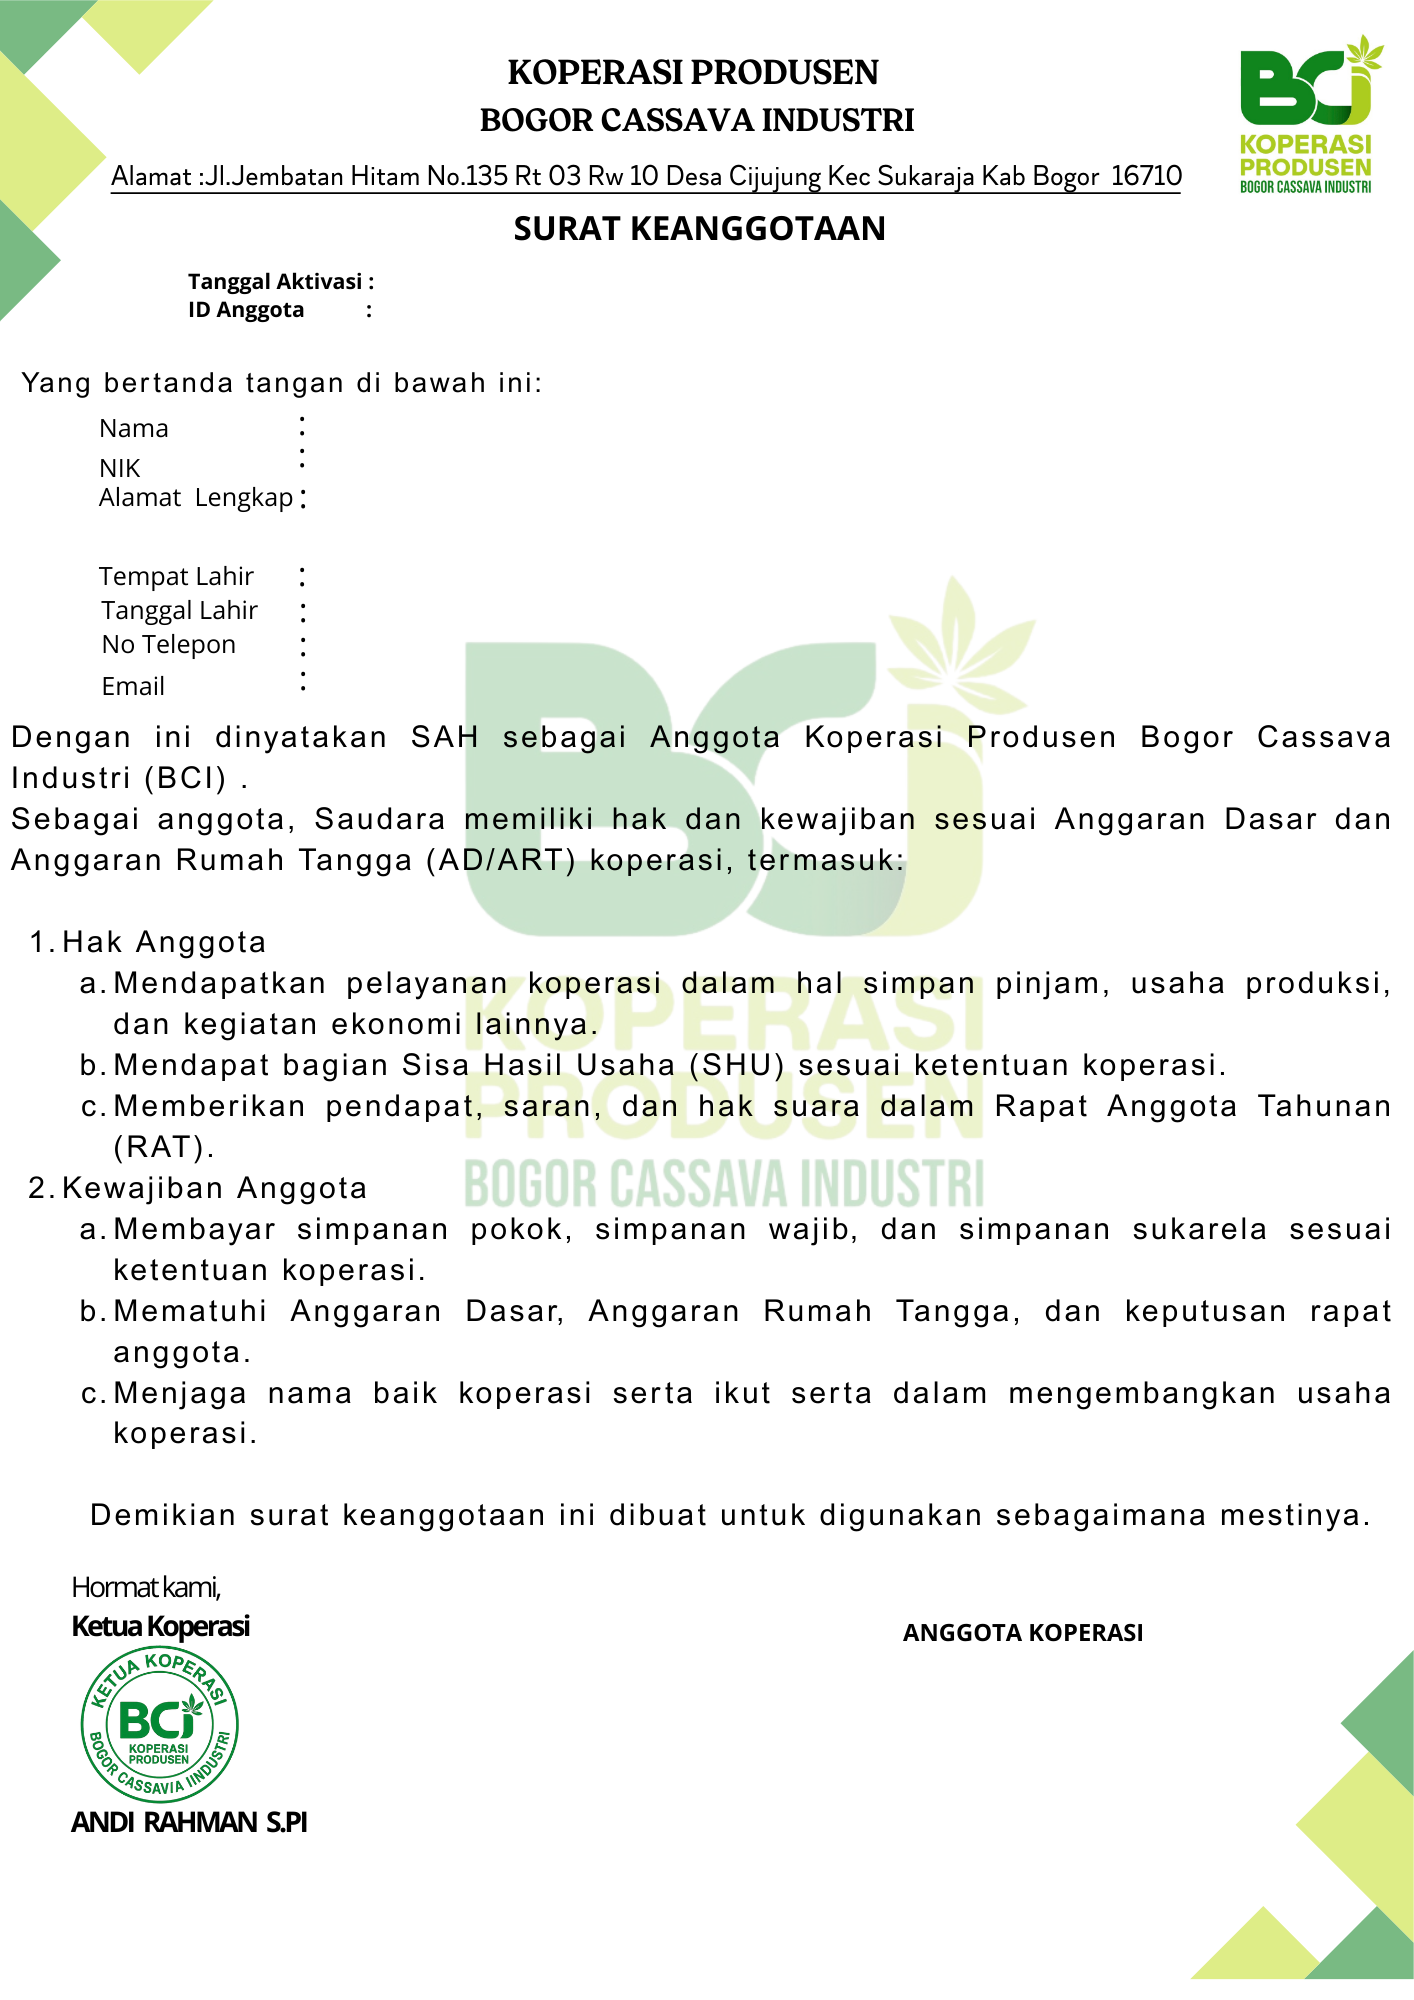 KOPERASI PRODUSEN
BOGOR CASSAVA INDUSTRI
BCI
KOPERASI
PRODUSEN
BOGOR CASSAVA INDUSTRI
Alamat :Jl.Jembatan Hitam No.135 Rt 03 Rw 10 Desa Cijujung Kec Sukaraja Kab Bogor 16710
SURAT KEANGGOTAAN
Tanggal Aktivasi :
ID Anggota :
Yang bertanda tangan di bawah ini:
Nama :
NIK :
Alamat Lengkap :
Tempat Lahir :
Tanggal Lahir :
No Telepon :
Email :
Dengan ini dinyatakan SAH sebagai Anggota Koperasi Produsen Bogor Cassava
Industri (BCI) .
Sebagai anggota, Saudara memiliki hak dan kewajiban sesuai Anggaran Dasar dan
Anggaran Rumah Tangga (AD/ART) koperasi, termasuk:
1. Hak Anggota
a. Mendapatkan pelayanan koperasi dalam hal simpan pinjam, usaha produksi,
dan kegiatan ekonomi lainnya.
b. Mendapat bagian Sisa Hasil Usaha (SHU) sesuai ketentuan koperasi.
c. Memberikan pendapat, saran, dan hak suara dalam Rapat Anggota Tahunan
(RAT).
2. Kewajiban Anggota
a. Membayar simpanan pokok, simpanan wajib, dan simpanan sukarela sesuai
ketentuan koperasi.
b. Mematuhi Anggaran Dasar, Anggaran Rumah Tangga, dan keputusan rapat
anggota.
c. Menjaga nama baik koperasi serta ikut serta dalam mengembangkan usaha
koperasi.
BCI
KOPERASI
PRODUSEN
BOGOR CASSAVA INDUSTRI
Demikian surat keanggotaan ini dibuat untuk digunakan sebagaimana mestinya.
Hormat kami,
Ketua Koperasi
ANGGOTA KOPERASI
KETUA KOPERASI
BCI
KOPERASI
PRODUSEN
BOGOR CASSAVIA IINDUSTRI
ANDI RAHMAN S.PI